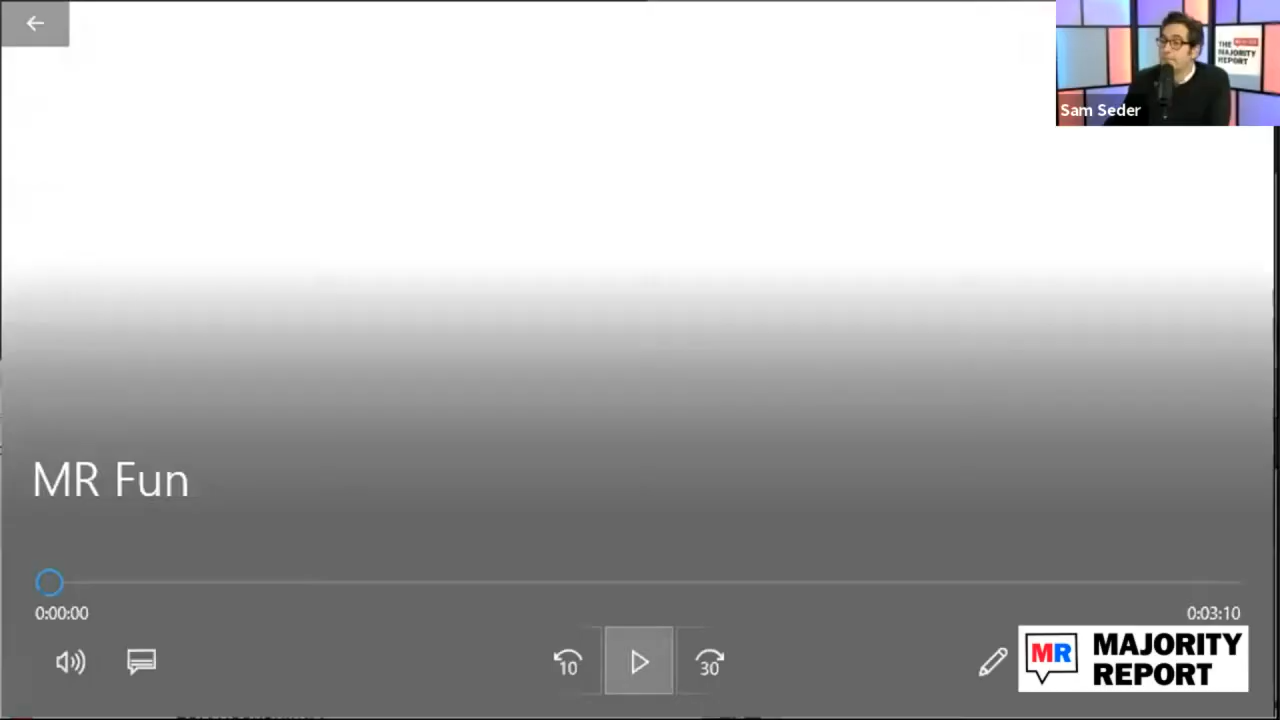 THE
MAJORITY
REPORT
Sam Seder
MR Fun
0:00:00
0:03:10
10
30
MR
MAJORITY
REPORT